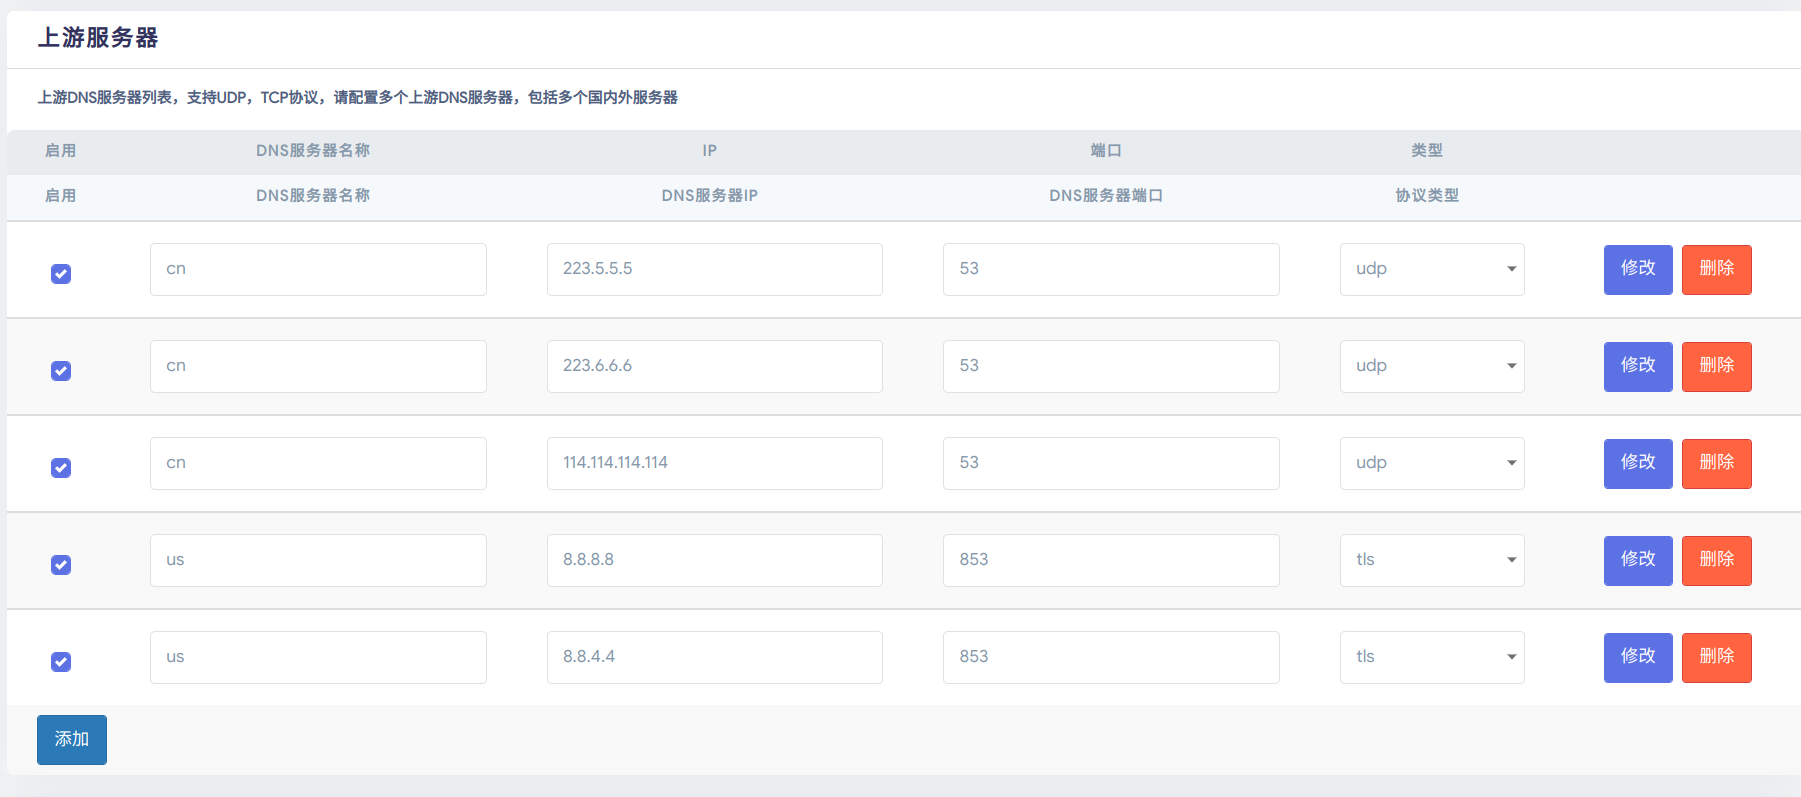 上游服务器
上游DNS服务器列表，支持UDP，TCP协议，请配置多个上游DNS服务器，包括多个国内外服务器
启用 DNS服务器名称 IP 端口 类型
启用 DNS服务器名称 DNS服务器IP DNS服务器端口 协议类型
cn 223.5.5.5 53 udp 修改 删除
cn 223.6.6.6 53 udp 修改 删除
cn 114.114.114.114 53 udp 修改 删除
us 8.8.8.8 853 tls 修改 删除
us 8.8.4.4 853 tls 修改 删除
添加